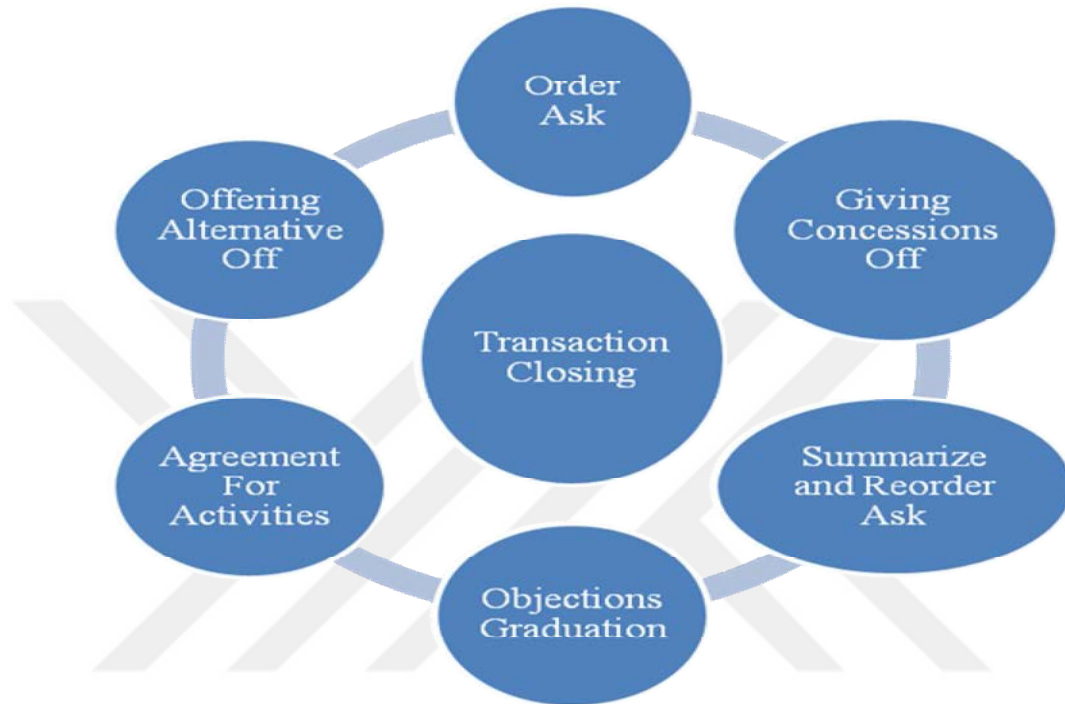 Order
Ask
Giving
Concessions
Off
Summarize
and Reorder
Ask
Objections
Graduation
Agreement
For
Activities
Offering
Alternative
Off
Transaction
Closing